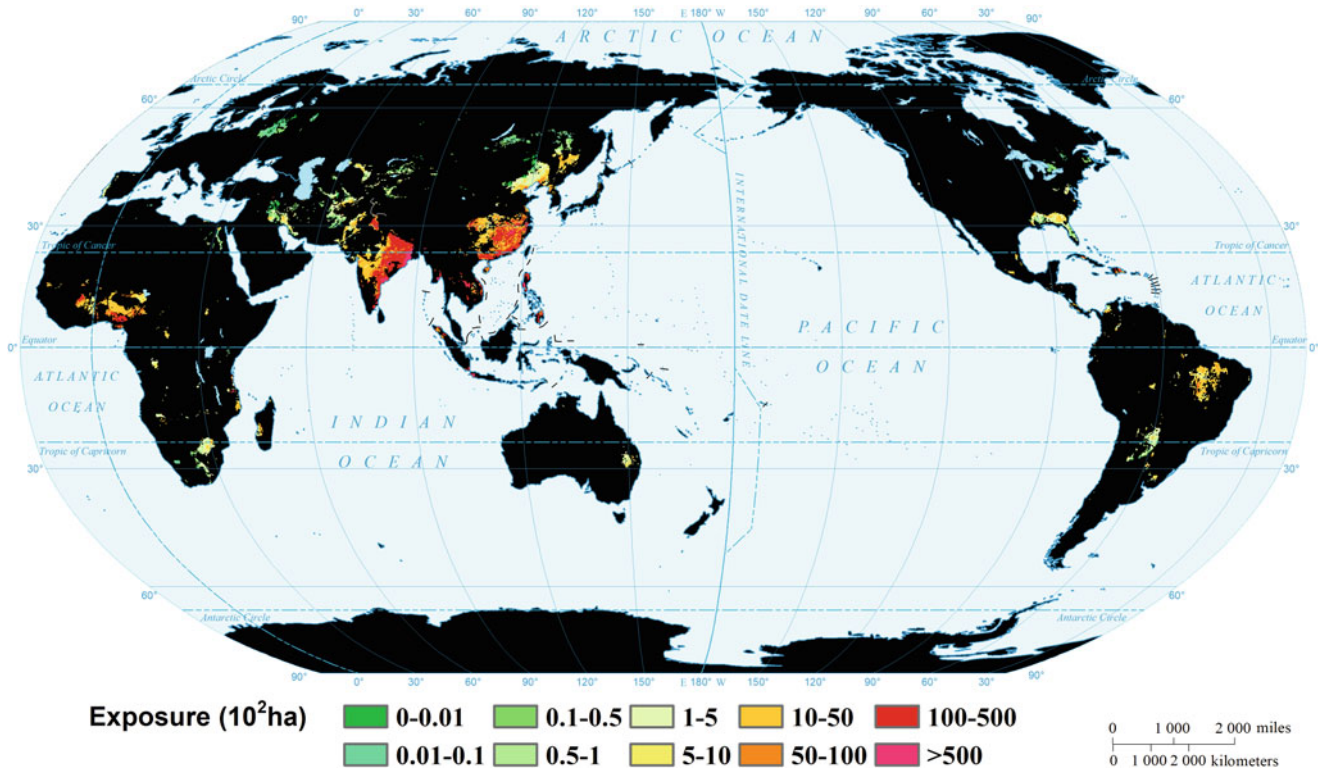 90° 0° 30° 60° 90° 120° 150° E 180° W 150° 120° 90° 60° 30° 90°
ARCTIC OCEAN
Arctic Circle Arctic Circle
60° 60°
30° 30°
Tropic of Cancer Tropic of Cancer
INTERNATIONAL DATE LINE
ATLANTIC
OCEAN
PACIFIC
OCEAN
Equator Equator
0° 0°
ATLANTIC
OCEAN
INDIAN
OCEAN
Tropic of Capricorn Tropic of Capricorn
30° 30°
60° 60°
Antarctic Circle Antarctic Circle
90° 0° 30° 60° 90° 120° 150° E 180° W 150° 120° 90° 60° 30° 90°
Exposure (10²ha)
0-0.01 0.1-0.5 1-5 10-50 100-500
0.01-0.1 0.5-1 5-10 50-100 >500
0 1 000 2 000 miles
0 1 000 2 000 kilometers